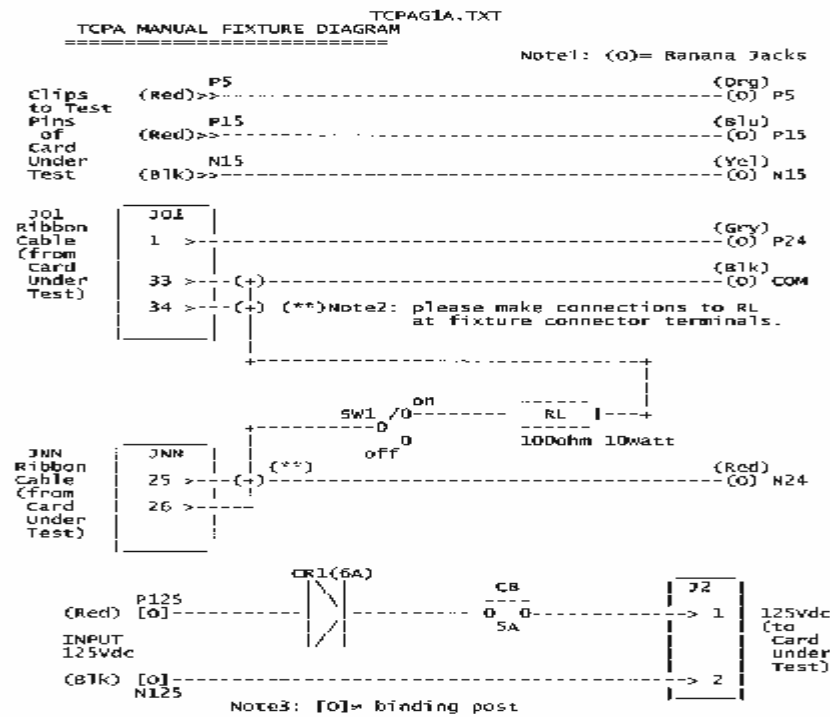 TCPAG1A.TXT
TCPA MANUAL FIXTURE DIAGRAM
Note1: (O)= Banana Jacks
Clips to Test Pins of Card Under Test
(Red)>> P5 (Org) (O) P5
(Red)>> P15 (Blu) (O) P15
(Blk)>> N15 (Yel) (O) N15
JO1 Ribbon Cable (from Card Under Test)
JO1
1 > (Gry) (O) P24
33 > (+) (Blk) (O) COM
34 > (+) (**)Note2: please make connections to RL
at fixture connector terminals.
SW1 /O on
O
O
off
RL
100ohm 10watt
JNN Ribbon Cable (from Card Under Test)
JNN
25 > (+) (**) (Red) (O) N24
26 >
CR1(6A)
CB
J2
(Red) P125 [O] O O 5A > 1
INPUT
125Vdc
125Vdc (to Card Under Test)
(Blk) [O] N125 > 2
Note3: [O]= binding post